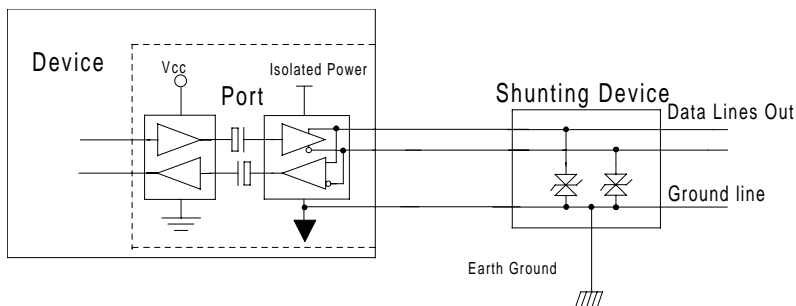 Device
Vcc
Isolated Power
Port
Shunting Device
Data Lines Out
Ground line
Earth Ground